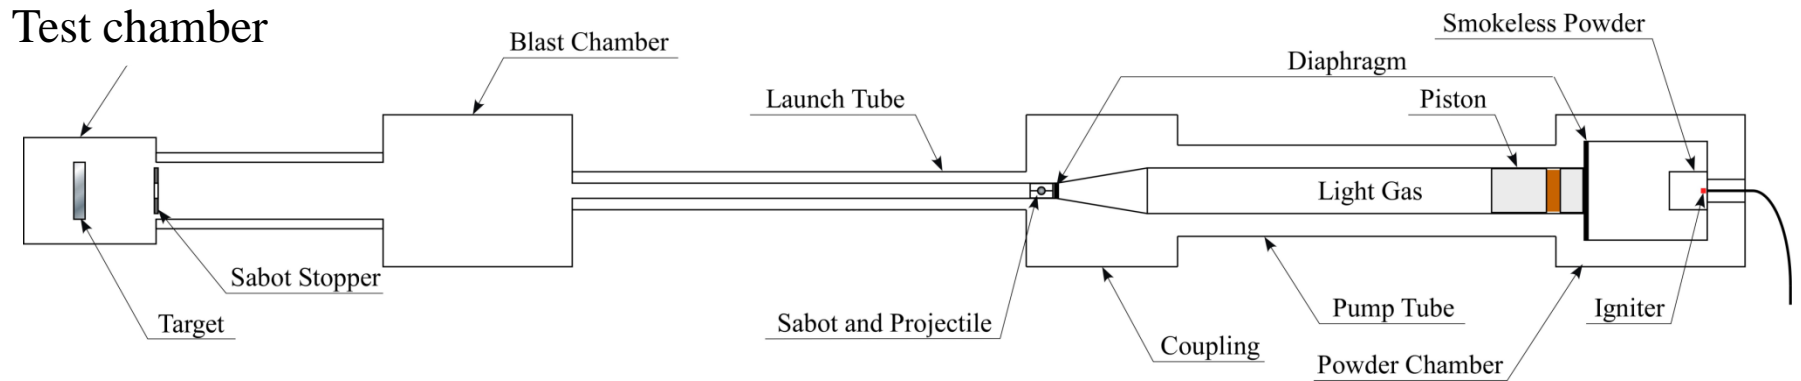 Test chamber
Smokeless Powder
Blast Chamber
Diaphragm
Launch Tube
Piston
Light Gas
Sabot Stopper
Target
Sabot and Projectile
Pump Tube
Igniter
Coupling
Powder Chamber